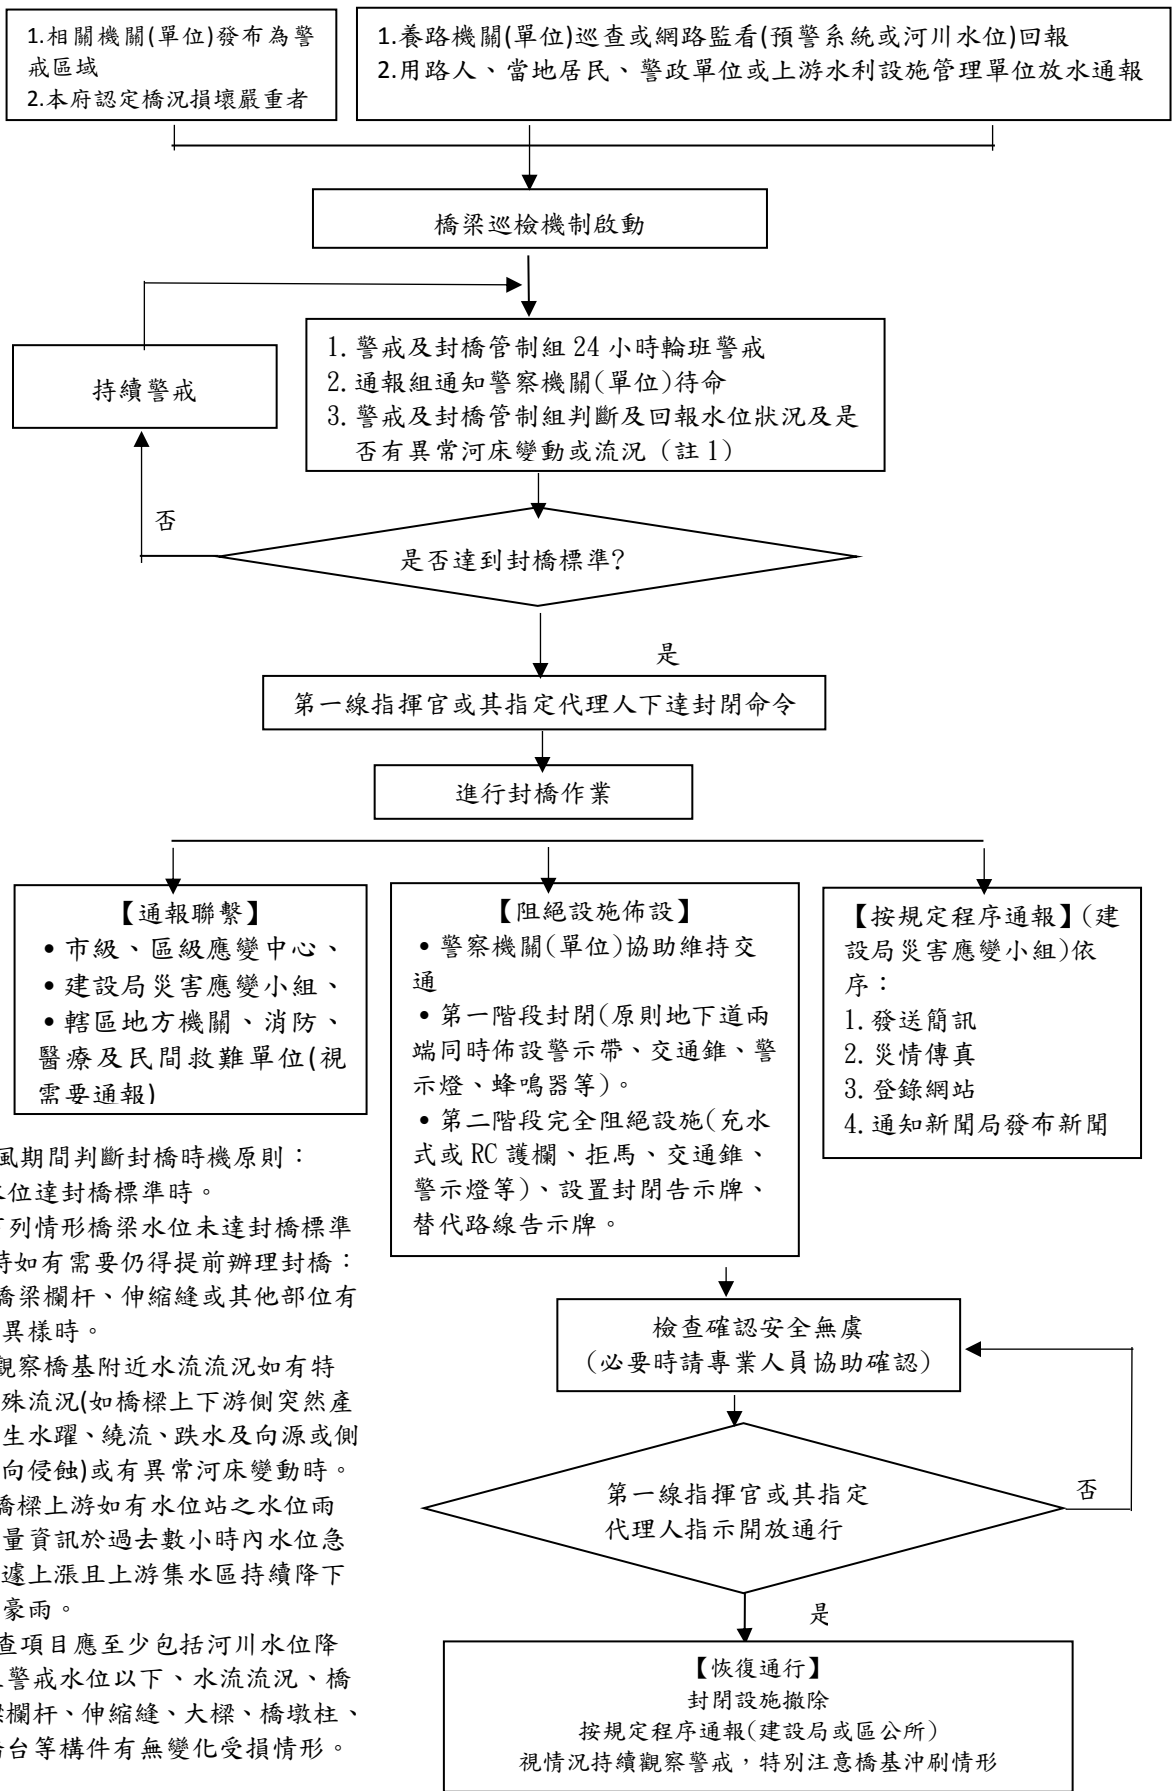 1.相關機關(單位)發布為警
戒區域
2.本府認定橋況損壞嚴重者
1.養路機關(單位)巡查或網路監看(預警系統或河川水位)回報
2.用路人、當地居民、警政單位或上游水利設施管理單位放水通報
橋梁巡檢機制啟動
持續警戒
1. 警戒及封橋管制組 24 小時輪班警戒
2. 通報組通知警察機關(單位)待命
3. 警戒及封橋管制組判斷及回報水位狀況及是
否有異常河床變動或流況（註 1）
否
是否達到封橋標準?
是
第一線指揮官或其指定代理人下達封閉命令
進行封橋作業
【通報聯繫】
• 市級、區級應變中心、
• 建設局災害應變小組、
• 轄區地方機關、消防、
醫療及民間救難單位(視
需要通報)
【阻絕設施佈設】
• 警察機關(單位)協助維持交
通
• 第一階段封閉(原則地下道兩
端同時佈設警示帶、交通錐、警
示燈、蜂鳴器等)。
• 第二階段完全阻絕設施(充水
式或 RC 護欄、拒馬、交通錐、
警示燈等)、設置封閉告示牌、
替代路線告示牌。
【按規定程序通報】(建
設局災害應變小組)依
序：
1. 發送簡訊
2. 災情傳真
3. 登錄網站
4. 通知新聞局發布新聞
風期間判斷封橋時機原則：
水位達封橋標準時。
下列情形橋梁水位未達封橋標準
時如有需要仍得提前辦理封橋：
橋梁欄杆、伸縮縫或其他部位有
異樣時。
觀察橋基附近水流流況如有特
殊流況(如橋樑上下游側突然產
生水躍、繞流、跌水及向源或側
向侵蝕)或有異常河床變動時。
橋樑上游如有水位站之水位雨
量資訊於過去數小時內水位急
遽上漲且上游集水區持續降下
豪雨。
查項目應至少包括河川水位降
至警戒水位以下、水流流況、橋
樑欄杆、伸縮縫、大樑、橋墩柱、
橋台等構件有無變化受損情形。
檢查確認安全無虞
(必要時請專業人員協助確認)
第一線指揮官或其指定
代理人指示開放通行
否
是
【恢復通行】
封閉設施撤除
按規定程序通報(建設局或區公所)
視情況持續觀察警戒，特別注意橋基沖刷情形